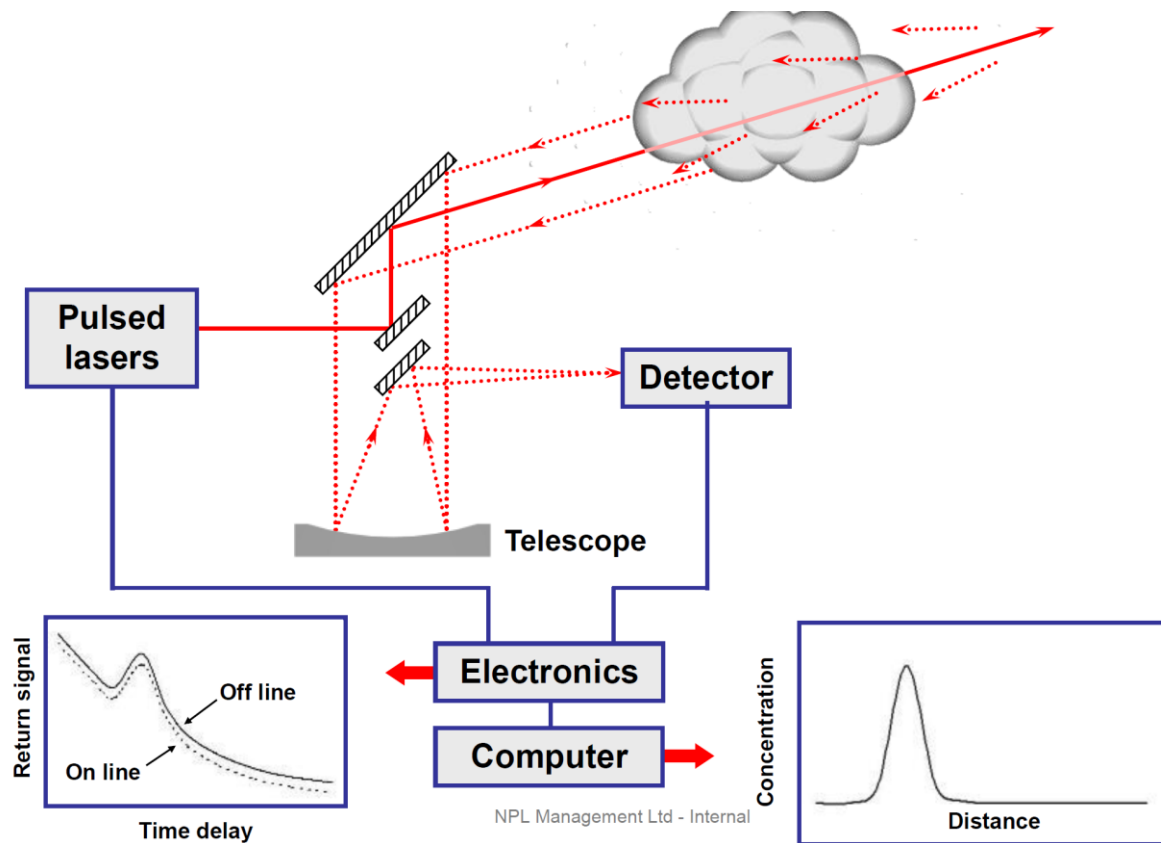 Pulsed
lasers
Detector
Telescope
Return signal
Off line
On line
Time delay
Electronics
Computer
NPL Management Ltd - Internal
Concentration
Distance